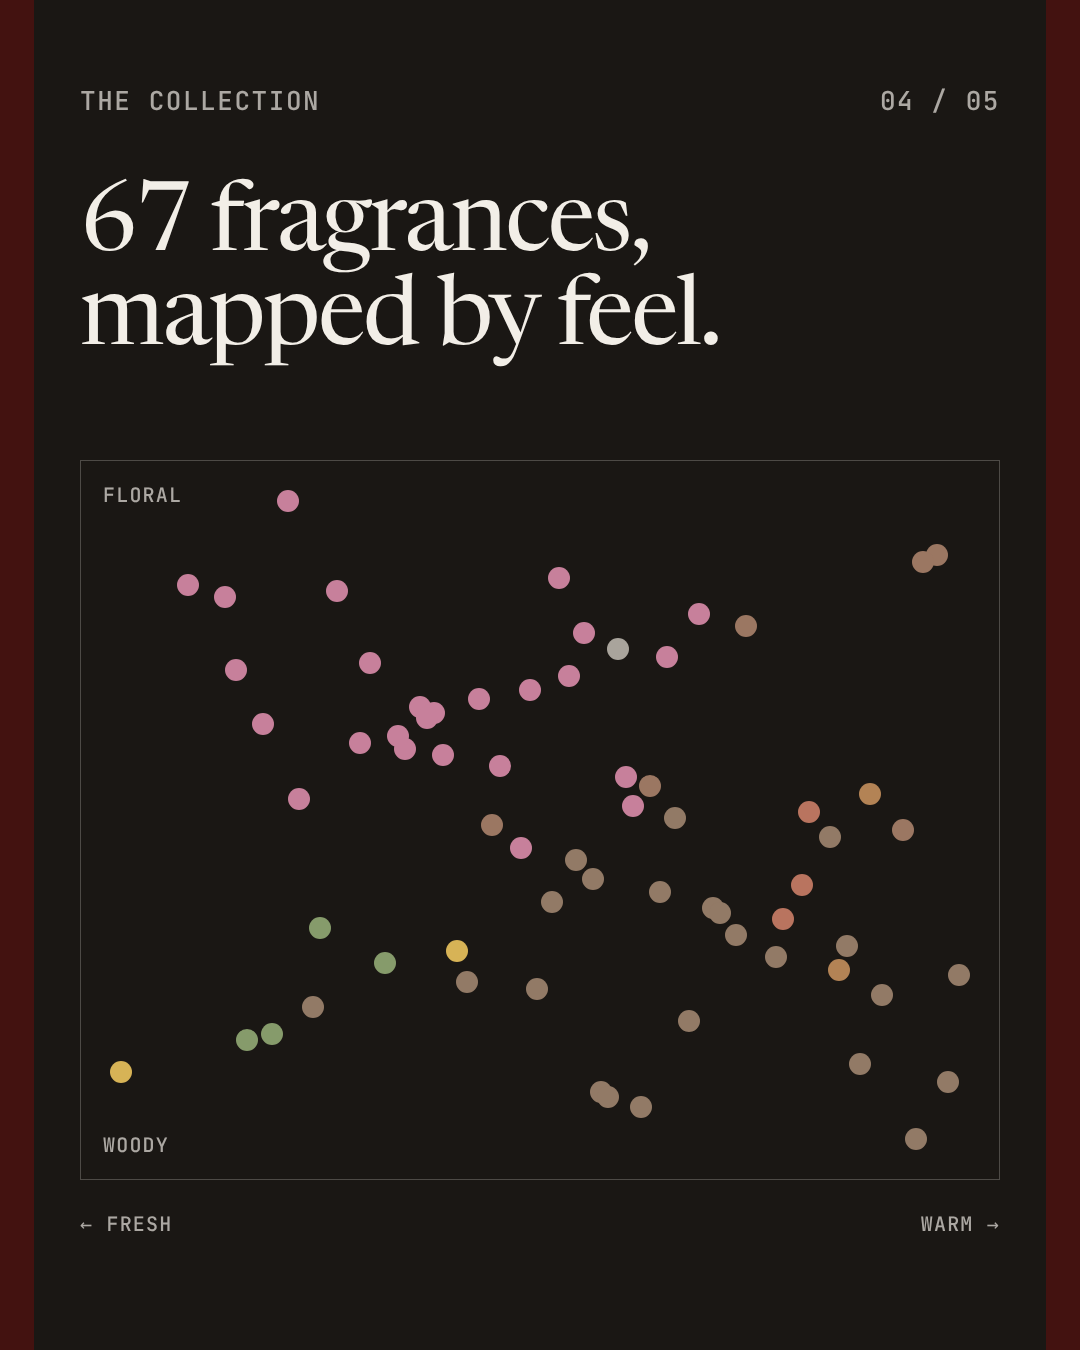 THE COLLECTION
04 / 05
67 fragrances,
mapped by feel.
FLORAL
WOODY
← FRESH
WARM →